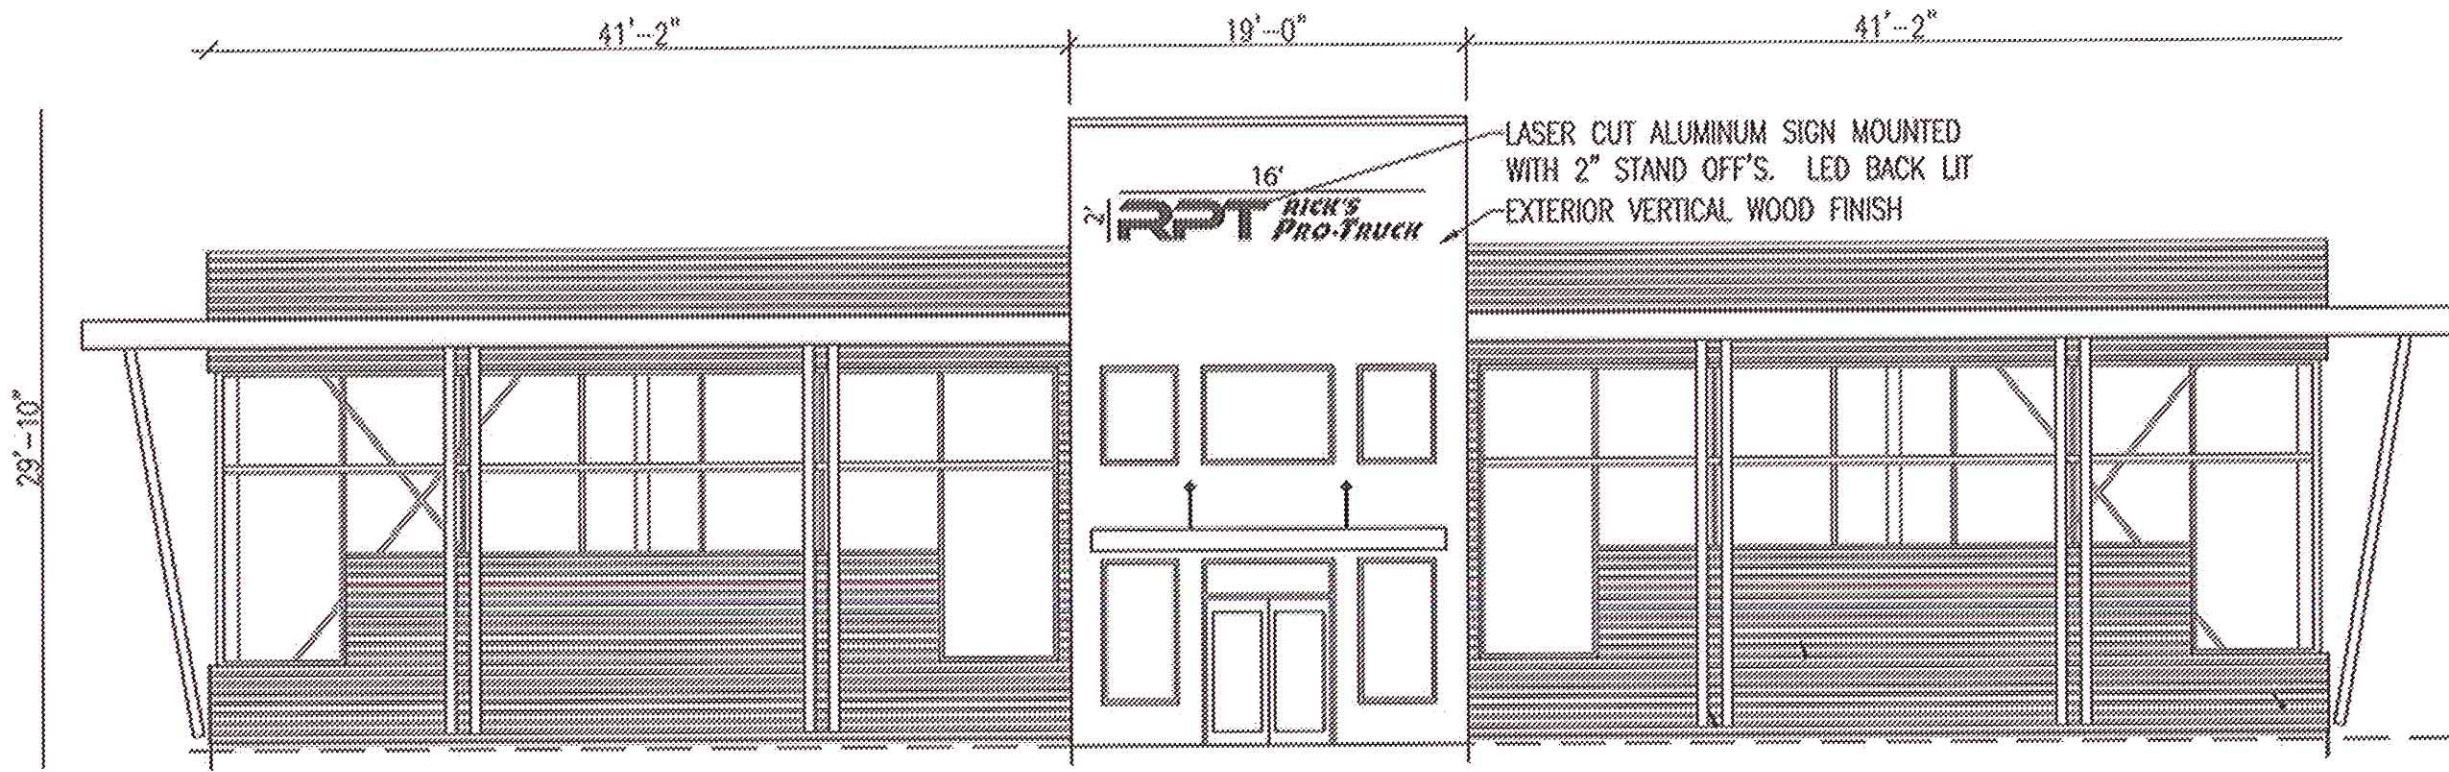 41'-2"
19'-0"
41'-2"
LASER CUT ALUMINUM SIGN MOUNTED
WITH 2" STAND OFF'S. LED BACK LIT
EXTERIOR VERTICAL WOOD FINISH
16'
2'
RPT RICK'S
PRO-TRUCK
29'-10"